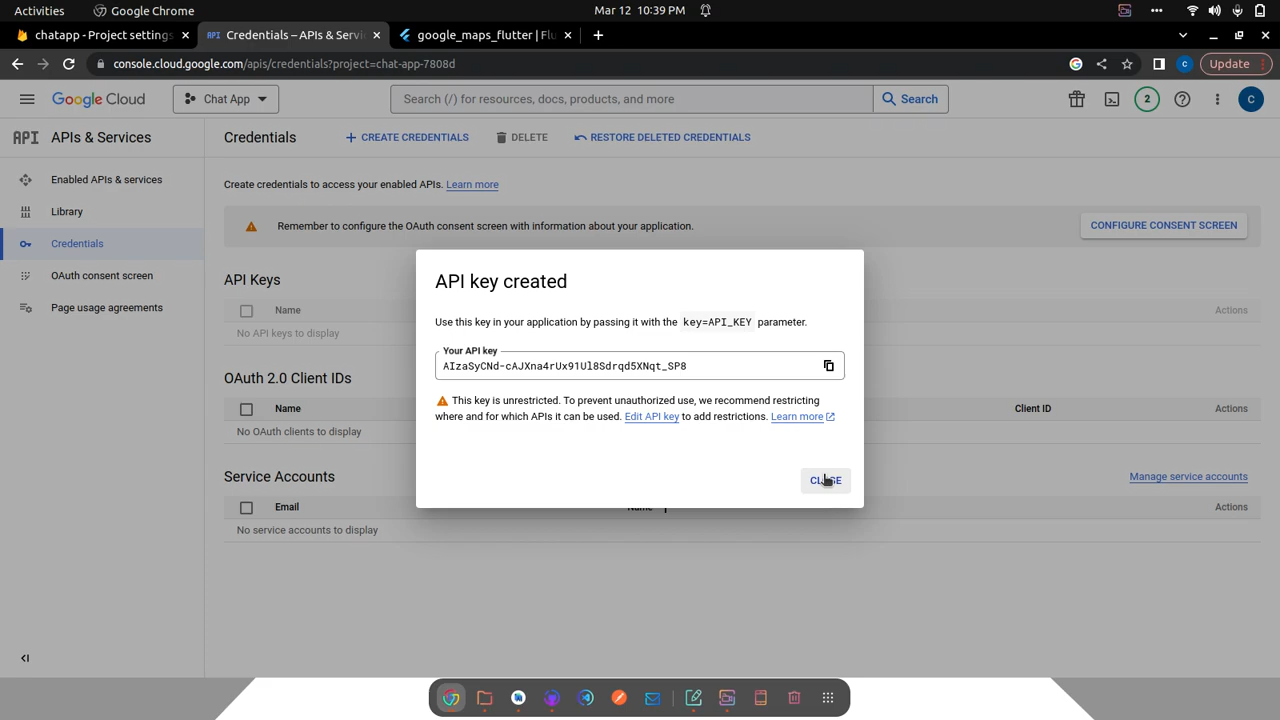 Activities
Google Chrome
Mar 12 10:39 PM
chatapp - Project settings
API Credentials – APIs & Servi
google_maps_flutter | Flu
console.cloud.google.com/apis/credentials?project=chat-app-7808d
C
Update
Google Cloud
Chat App
Search (/) for resources, docs, products, and more
Search
2
C
API APIs & Services
Credentials
CREATE CREDENTIALS
DELETE
RESTORE DELETED CREDENTIALS
Enabled APIs & services
Library
Credentials
OAuth consent screen
Page usage agreements
Create credentials to access your enabled APIs. Learn more
Remember to configure the OAuth consent screen with information about your application.
CONFIGURE CONSENT SCREEN
API Keys
Name
Actions
No API keys to display
OAuth 2.0 Client IDs
Name
Client ID
Actions
No OAuth clients to display
Service Accounts
Manage service accounts
Email
Name
Actions
No service accounts to display
API key created
Use this key in your application by passing it with the key=API_KEY parameter.
Your API key
AIzaSyCNd-cAJXna4rUx91Ul8Sdrqd5XNqt_SP8
This key is unrestricted. To prevent unauthorized use, we recommend restricting
where and for which APIs it can be used. Edit API key to add restrictions. Learn more
CLOSE